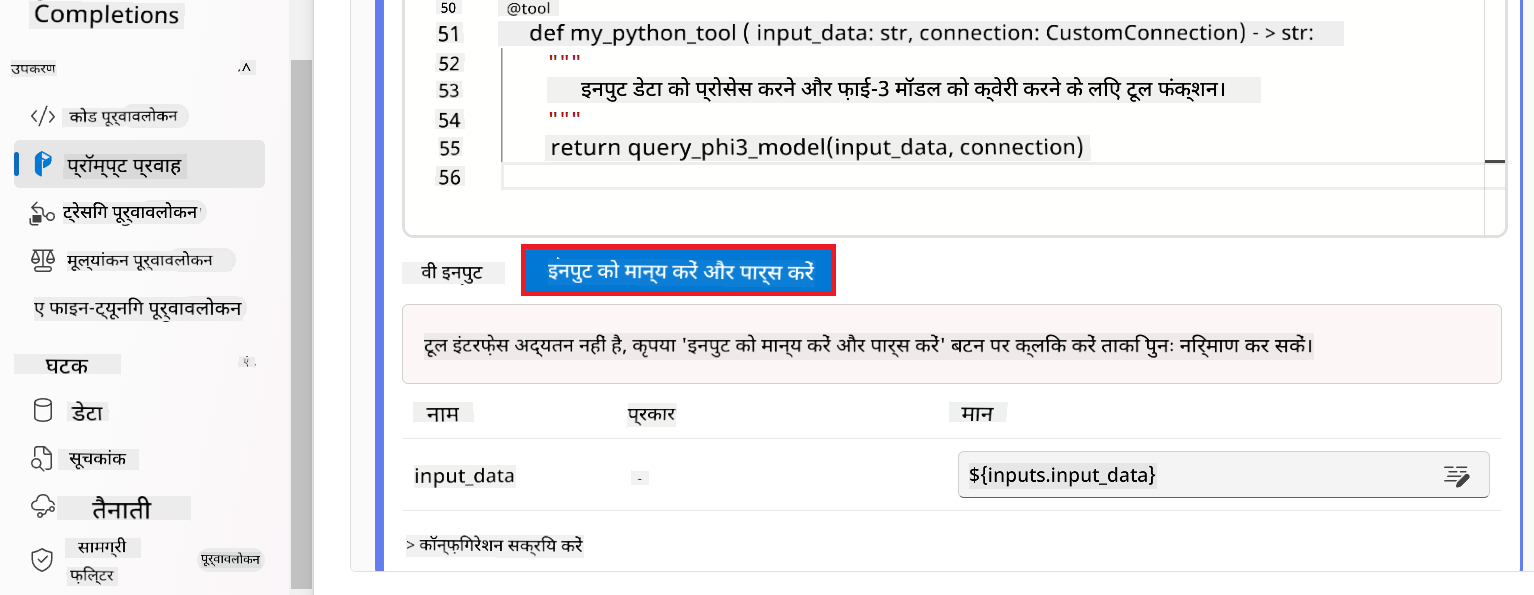 Completions
उपकरण
कोड पूर्वावलोकन
प्रॉम्प्ट प्रवाह
ट्रेसिंग पूर्वावलोकन
मूल्यांकन पूर्वावलोकन
ए फाइन-ट्यूनिंग पूर्वावलोकन
घटक
डेटा
सूचकांक
तैनाती
सामग्री
फ़िल्टर
पूर्वावलोकन
50 @tool
51 def my_python_tool ( input_data: str, connection: CustomConnection) - > str:
52 """
53 इनपुट डेटा को प्रोसेस करने और फ़ाई-3 मॉडल को क्वेरी करने के लिए टूल फंक्शन।
54 """
55 return query_phi3_model(input_data, connection)
56
वी इनपुट
इंनपुट को मान्य करें और पार्स करें
टूल इंटरफ़ेस अद्यतन नहीं है, कृपया 'इनपुट को मान्य करें और पार्स करें' बटन पर क्लिक करें ताकि पुनः निर्माण कर सकें।
नाम प्रकार मान
input_data - ${inputs.input_data}
> कॉन्फ़िगरेशन सक्रिय करें